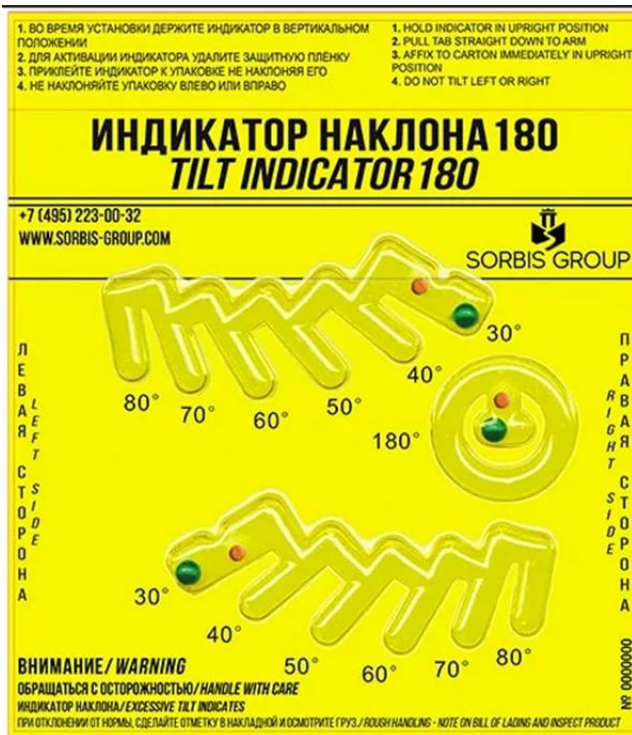 1. ВО ВРЕМЯ УСТАНОВКИ ДЕРЖИТЕ ИНДИКАТОР В ВЕРТИКАЛЬНОМ
ПОЛОЖЕНИИ
2. ДЛЯ АКТИВАЦИИ ИНДИКАТОРА УДАЛИТЕ ЗАЩИТНУЮ ПЛЁНКУ
3. ПРИКЛЕЙТЕ ИНДИКАТОР К УПАКОВКЕ НЕ НАКЛОНЯЯ ЕГО
4. НЕ НАКЛОНЯЙТЕ УПАКОВКУ ВЛЕВО ИЛИ ВПРАВО
1. HOLD INDICATOR IN UPRIGHT POSITION
2. PULL TAB STRAIGHT DOWN TO ARM
3. AFFIX TO CARTON IMMEDIATELY IN UPRIGHT
POSITION
4. DO NOT TILT LEFT OR RIGHT
ИНДИКАТОР НАКЛОНА 180
TILT INDICATOR 180
+7 (495) 223-00-32
WWW.SORBIS-GROUP.COM
SORBIS GROUP
30°
40°
50°
60°
70°
80°
180°
ЛЕВАЯ СТОРОНА
LEFT SIDE
ПРАВАЯ СТОРОНА
RIGHT SIDE
30°
40°
50°
60°
70°
80°
№ 0000000
ВНИМАНИЕ / WARNING
ОБРАЩАТЬСЯ С ОСТОРОЖНОСТЬЮ / HANDLE WITH CARE
ИНДИКАТОР НАКЛОНА / EXCESSIVE TILT INDICATES
ПРИ ОТКЛОНЕНИИ ОТ НОРМЫ, СДЕЛАЙТЕ ОТМЕТКУ В НАКЛАДНОЙ И ОСМОТРИТЕ ГРУЗ. / ROUGH HANDLING - NOTE ON BILL OF LADING AND INSPECT PRODUCT